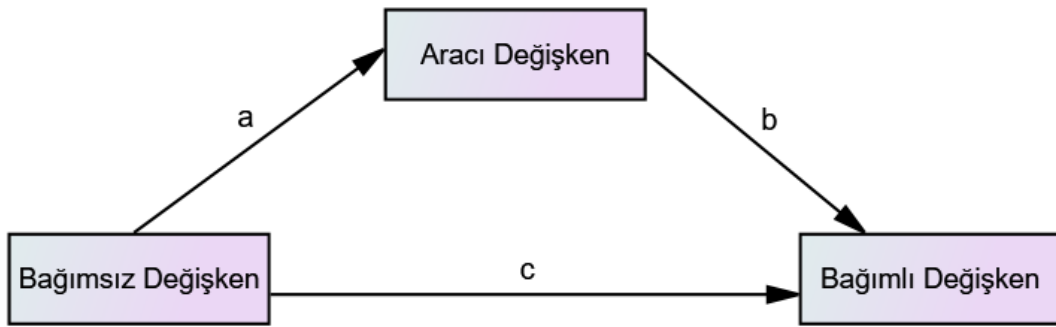 Aracı Değişken
a
b
Bağımsız Değişken
c
Bağımlı Değişken